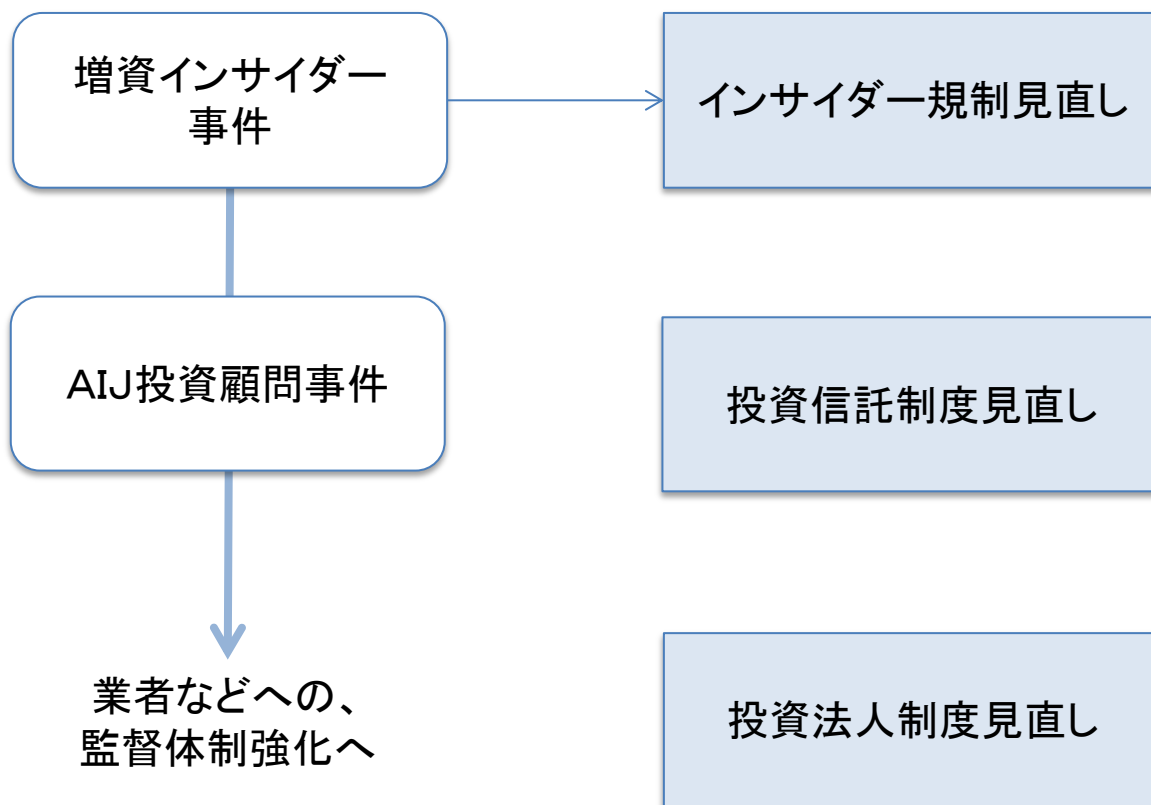 増資インサイダー
事件
インサイダー規制見直し
AIJ投資顧問事件
投資信託制度見直し
業者などへの、
監督体制強化へ
投資法人制度見直し